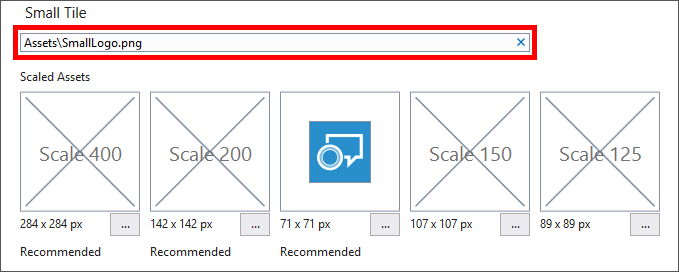 Small Tile
Assets\SmallLogo.png
Scaled Assets
Scale 400 Scale 200 Scale 150 Scale 125
284 x 284 px ... 142 x 142 px ... 71 x 71 px ... 107 x 107 px ... 89 x 89 px ...
Recommended Recommended Recommended